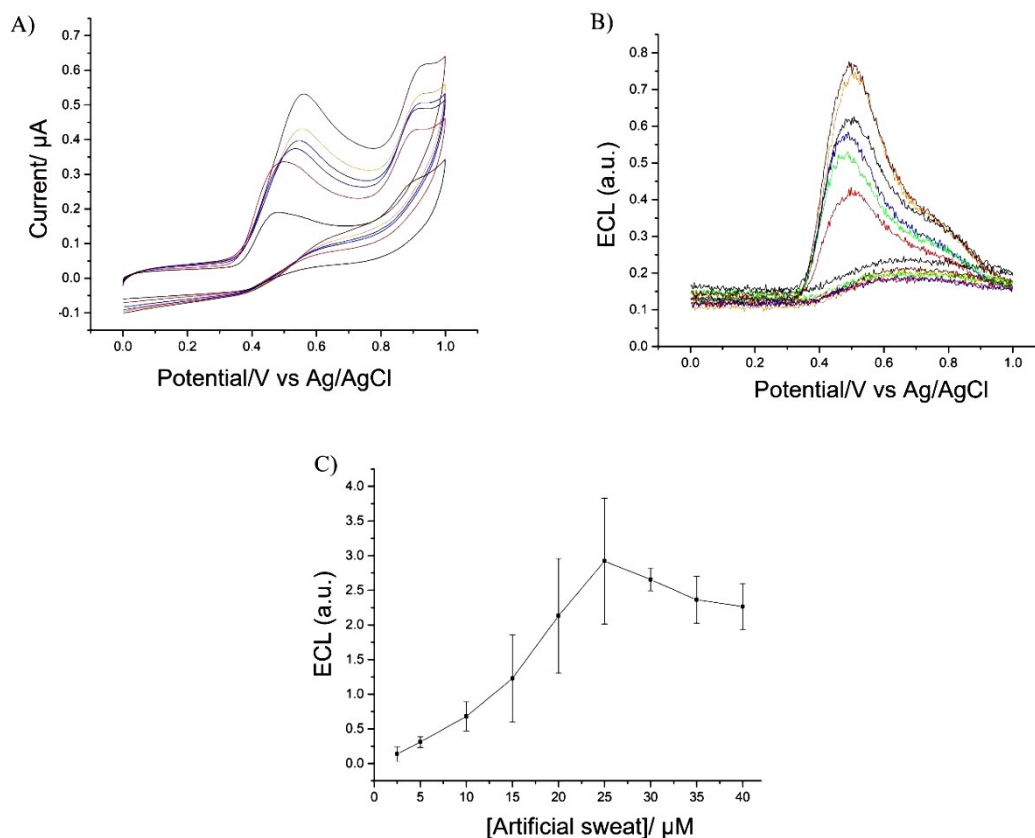 A)
0.7
0.6
0.5
0.4
0.3
0.2
0.1
0.0
-0.1
Current/ µA
0.0 0.2 0.4 0.6 0.8 1.0
Potential/V vs Ag/AgCl
B)
0.8
0.7
0.6
0.5
0.4
0.3
0.2
0.1
0.0
ECL (a.u.)
0.0 0.2 0.4 0.6 0.8 1.0
Potential/V vs Ag/AgCl
C)
4.0
3.5
3.0
2.5
2.0
1.5
1.0
0.5
0.0
ECL (a.u.)
0 5 10 15 20 25 30 35 40
[Artificial sweat]/ µM